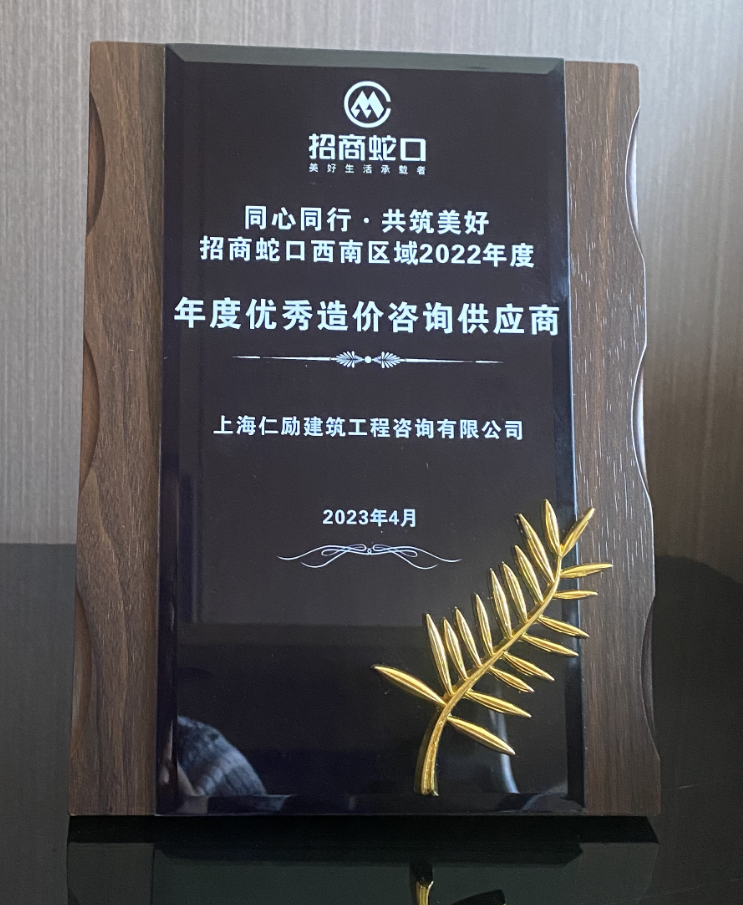 招商蛇口
美好生活承载者
同心同行·共筑美好
招商蛇口西南区域2022年度
年度优秀造价咨询供应商
上海仁励建筑工程咨询有限公司
2023年4月